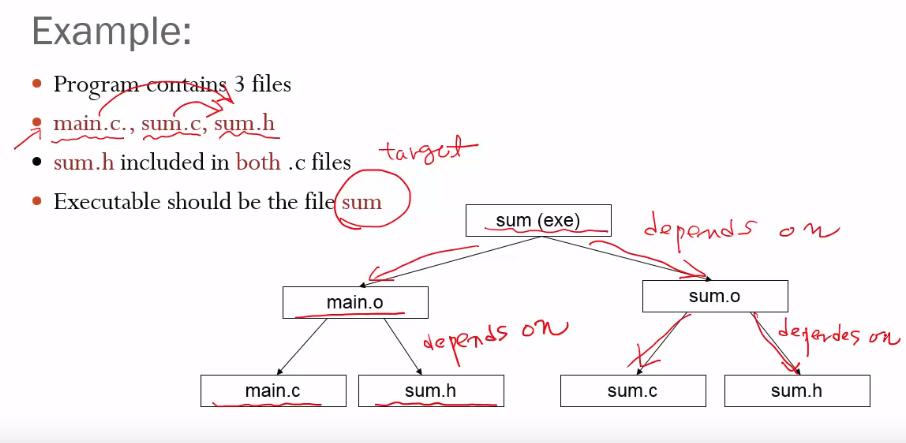 Example:
Program contains 3 files
main.c., sum.c, sum.h
sum.h included in both .c files
target
Executable should be the file sum
sum (exe)
depends on
main.o
sum.o
depends on
dependes on
main.c
sum.h
sum.c
sum.h